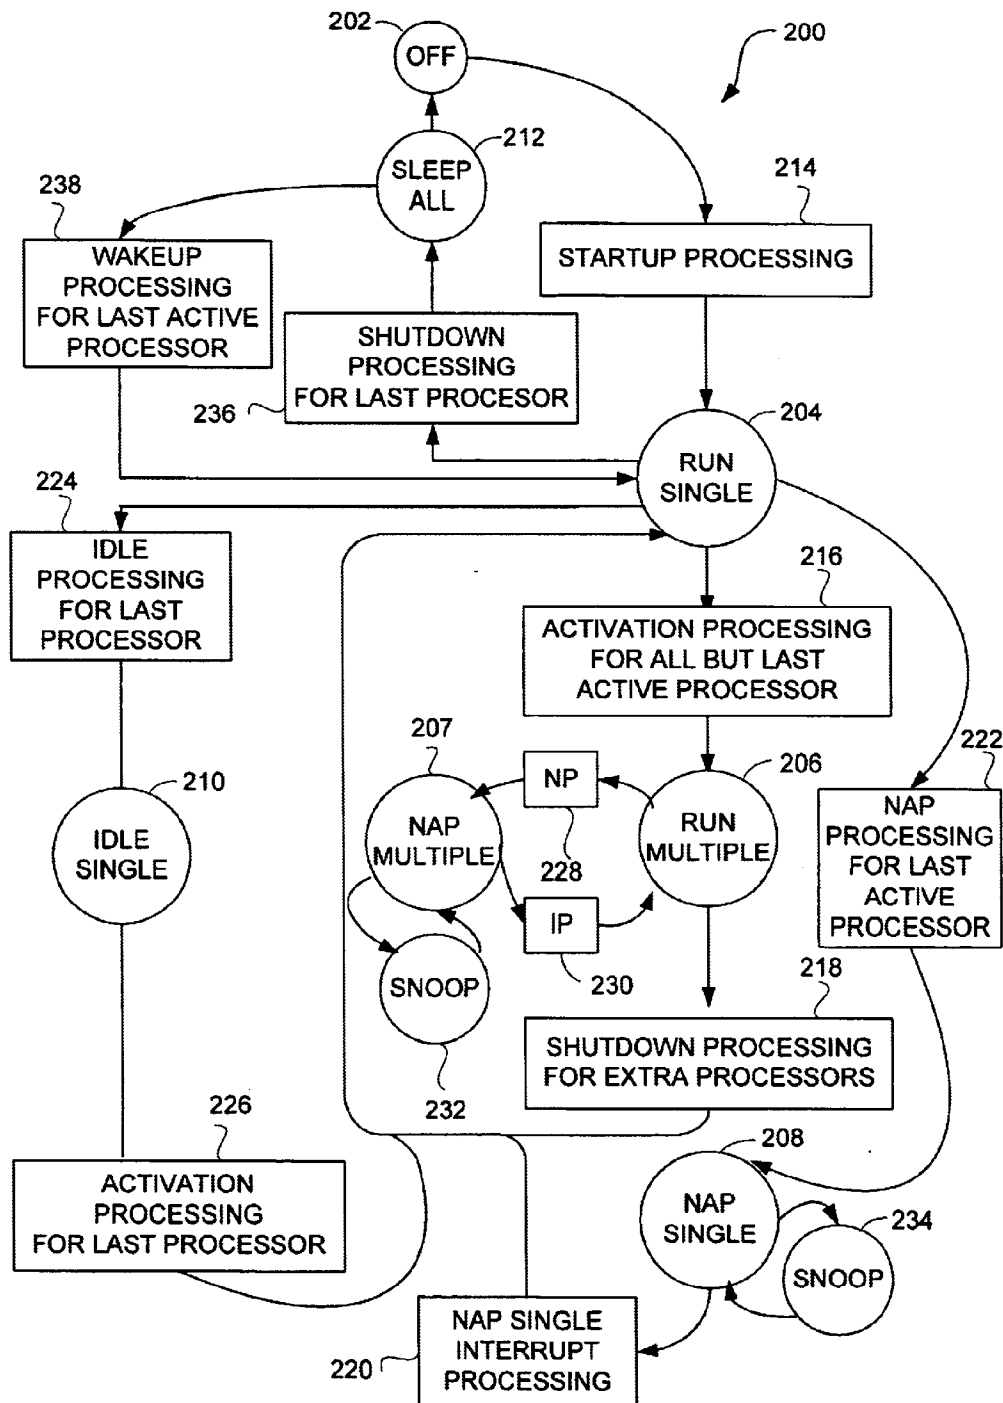 202
OFF
200
212
SLEEP
ALL
238
214
WAKEUP
PROCESSING
FOR LAST ACTIVE
PROCESSOR
STARTUP PROCESSING
SHUTDOWN
PROCESSING
FOR LAST PROCESOR
236
204
RUN
SINGLE
224
IDLE
PROCESSING
FOR LAST
PROCESSOR
216
ACTIVATION PROCESSING
FOR ALL BUT LAST
ACTIVE PROCESSOR
207
NP
228
206
222
210
NAP
MULTIPLE
RUN
MULTIPLE
NAP
PROCESSING
FOR LAST
ACTIVE
PROCESSOR
IDLE
SINGLE
IP
230
SNOOP
232
218
SHUTDOWN PROCESSING
FOR EXTRA PROCESSORS
226
208
ACTIVATION
PROCESSING
FOR LAST PROCESSOR
NAP
SINGLE
234
SNOOP
NAP SINGLE
INTERRUPT
PROCESSING
220